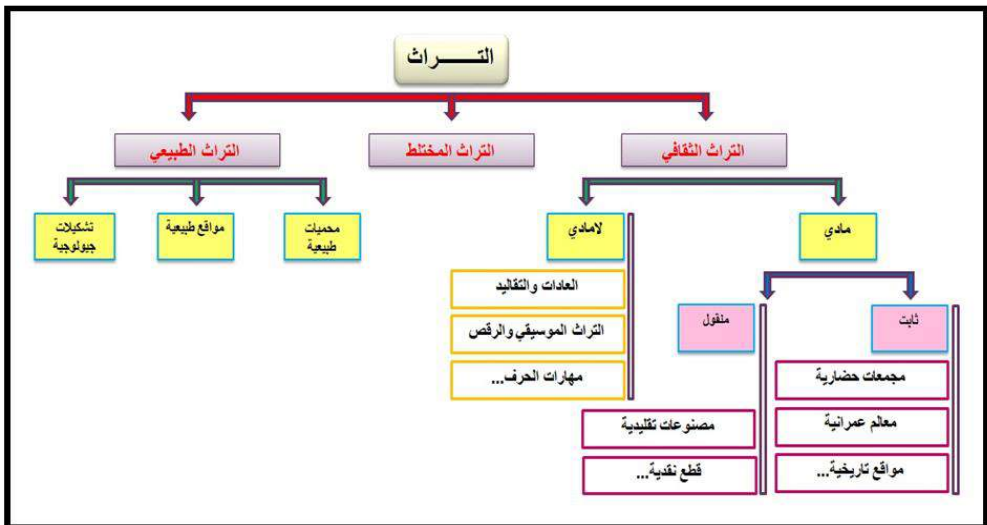 التـــــــراث
التراث الثقافي
التراث المختلط
التراث الطبيعي
مادي
لامادي
محميات
طبيعية
مواقع طبيعية
تشكيلات
جيولوجية
العادات والتقاليد
التراث الموسيقي والرقص
مهارات الحرف...
ثابت
منقول
مجمعات حضارية
معالم عمرانية
مواقع تاريخية...
مصنوعات تقليدية
قطع نقدية...